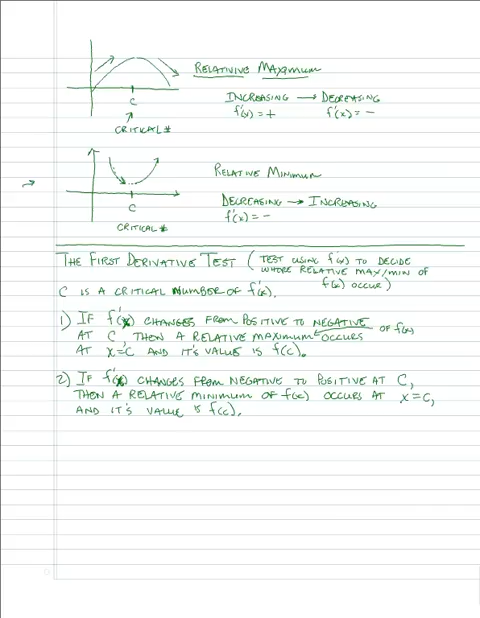 RELATIVIVE MAXIMUM
INCREASING → DECREASING
f'(x) = + f'(x) = -
C
CRITICAL #
RELATIVE MINIMUM
DECREASING → INCREASING
f'(x) = -
C
CRITICAL #
THE FIRST DERIVATIVE TEST (TEST USING f'(x) TO DECIDE
WHERE RELATIVE MAX/MIN OF
f(x) OCCUR)
C IS A CRITICAL NUMBER OF f'(x).
1) IF f'(x) CHANGES FROM POSITIVE TO NEGATIVE
AT C, THEN A RELATIVE MAXIMUM OF f(x) OCCURS
AT x=C AND IT'S VALUE IS f(c).
2) IF f'(x) CHANGES FROM NEGATIVE TO POSITIVE AT C,
THEN A RELATIVE MINIMUM OF f(x) OCCURS AT x=C,
AND IT'S VALUE IS f(c).